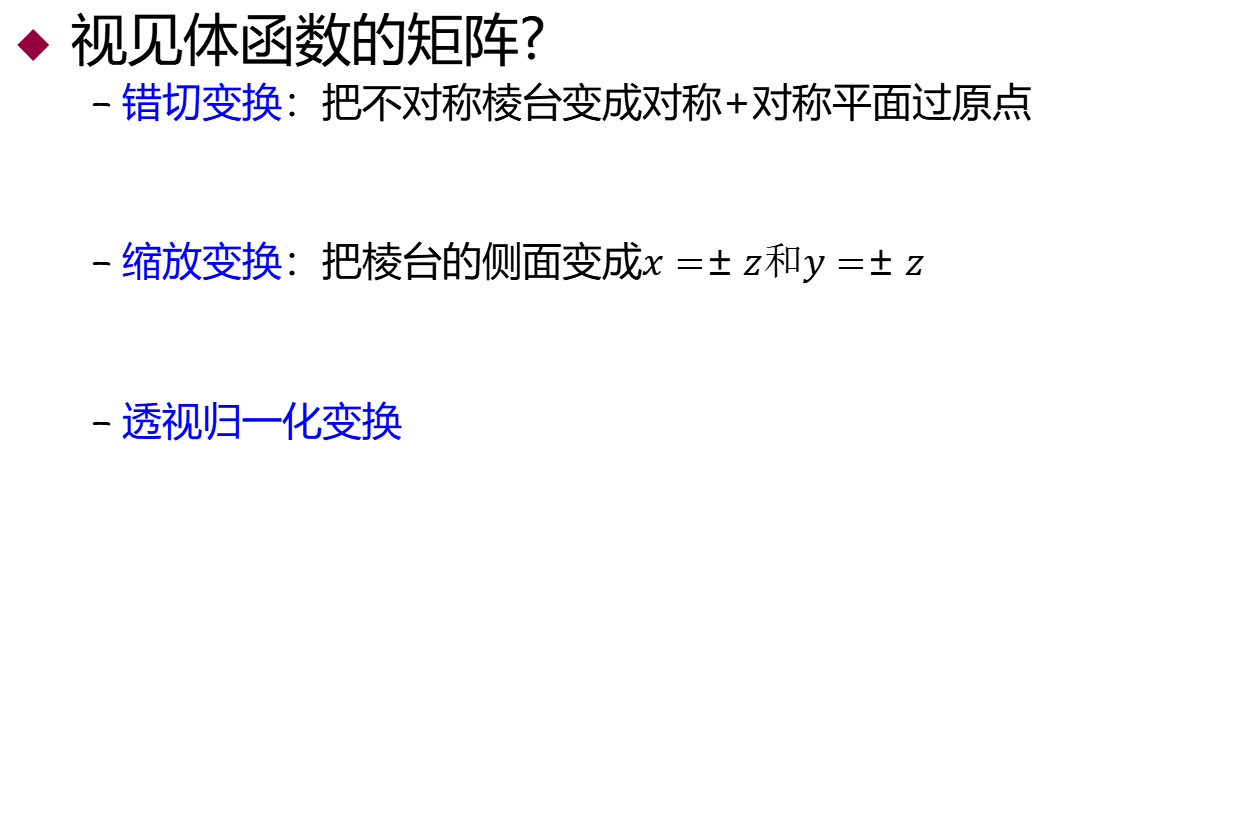 ◆ 视见体函数的矩阵?
– 错切变换：把不对称棱台变成对称+对称平面过原点
– 缩放变换：把棱台的侧面变成x =± z和y =± z
– 透视归一化变换